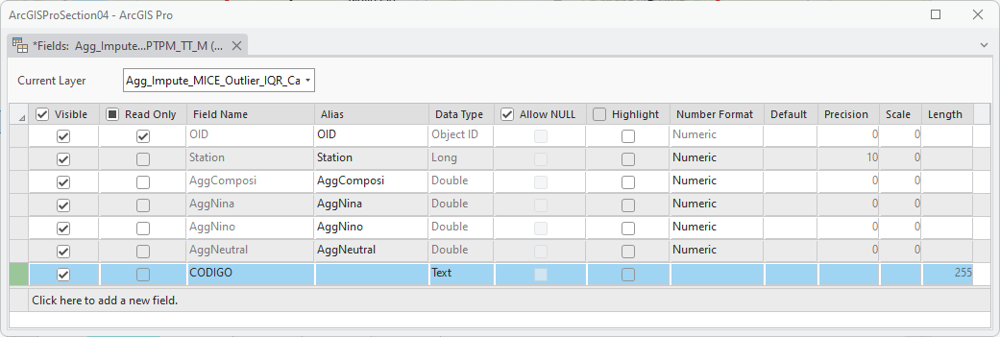 ArcGISProSection04 - ArcGIS Pro
*Fields: Agg_Impute...PTPM_TT_M (...
Current Layer Agg_Impute_MICE_Outlier_IQR_Ca
Visible Read Only Field Name Alias Data Type Allow NULL Highlight Number Format Default Precision Scale Length
OID OID Object ID Numeric 0 0
Station Station Long Numeric 10 0
AggComposi AggComposi Double Numeric 0 0
AggNina AggNina Double Numeric 0 0
AggNino AggNino Double Numeric 0 0
AggNeutral AggNeutral Double Numeric 0 0
CODIGO Text 255
Click here to add a new field.